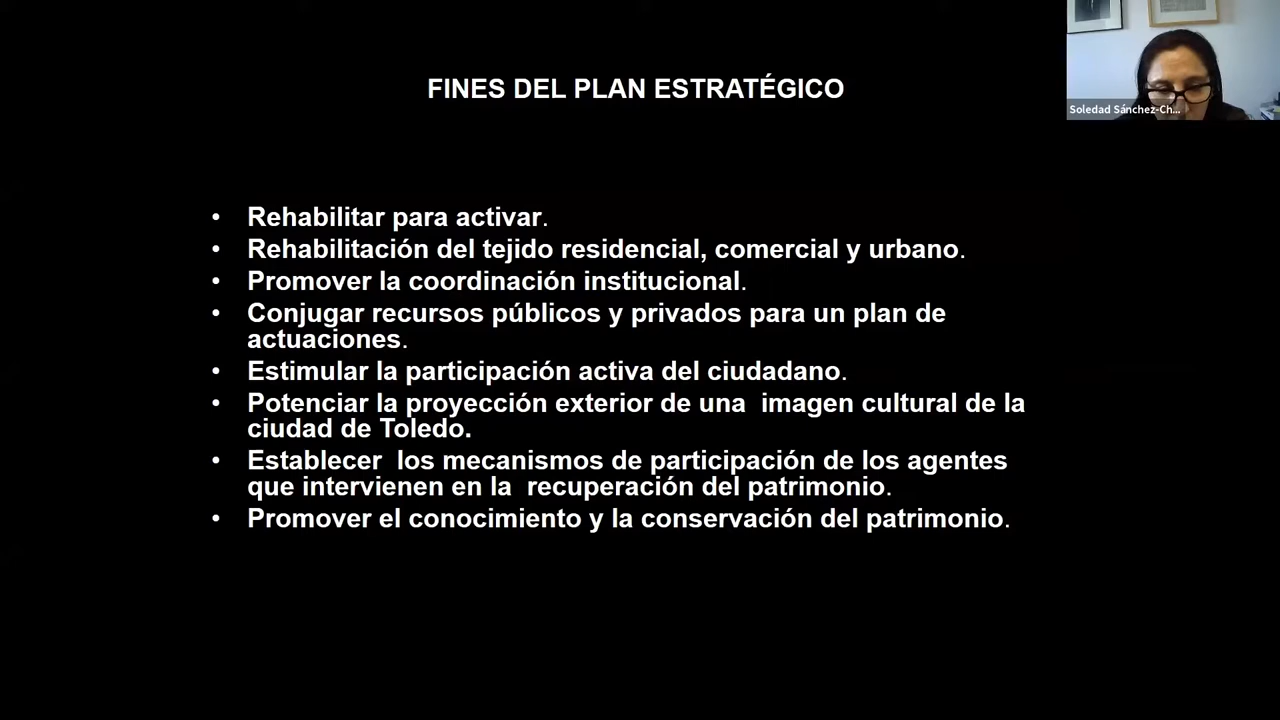 FINES DEL PLAN ESTRATÉGICO
Soledad Sánchez-Ch...
• Rehabilitar para activar.
• Rehabilitación del tejido residencial, comercial y urbano.
• Promover la coordinación institucional.
• Conjugar recursos públicos y privados para un plan de
actuaciones.
• Estimular la participación activa del ciudadano.
• Potenciar la proyección exterior de una imagen cultural de la
ciudad de Toledo.
• Establecer los mecanismos de participación de los agentes
que intervienen en la recuperación del patrimonio.
• Promover el conocimiento y la conservación del patrimonio.